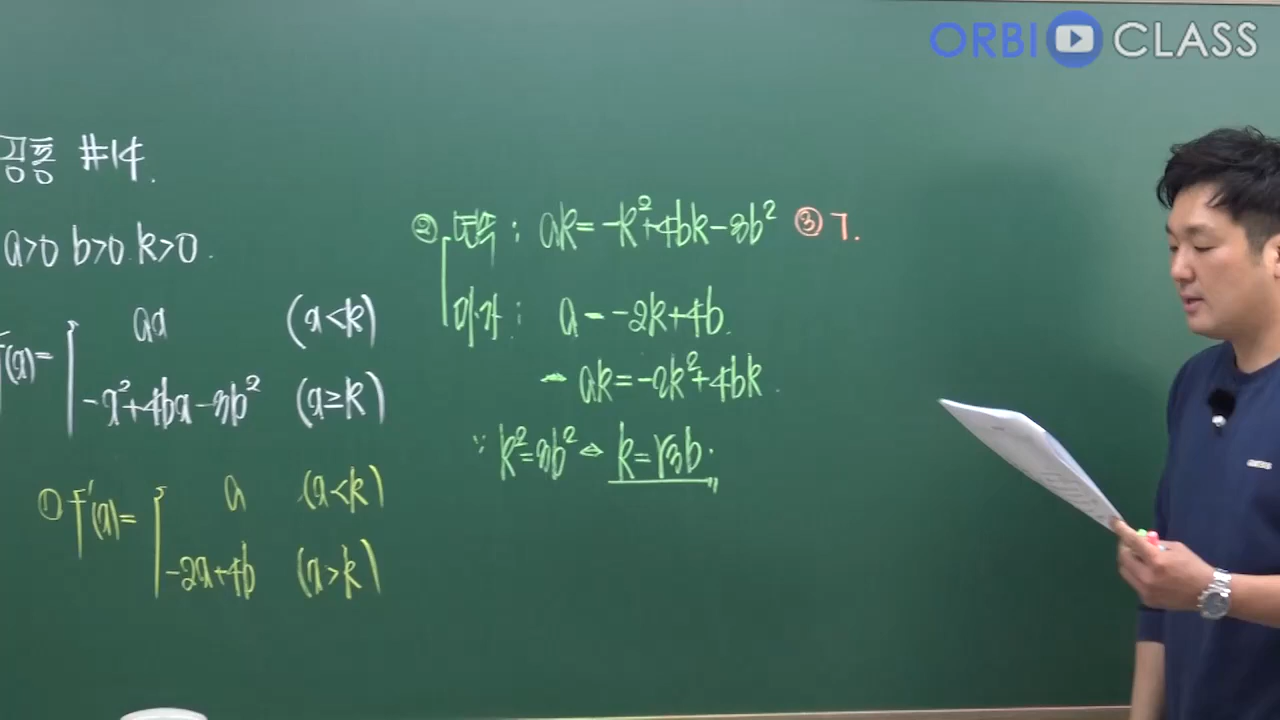 ORBI CLASS
공통 #14.
a>0 b>0 k>0.
f(x)= ax (x<k)
-x²+4bx-3b² (x≥k)
① f'(x)= a (x<k)
-2x+4b (x>k)
② 연속 : ak=-k²+4bk-3b²
미가 : a=-2k+4b.
→ ak=-2k²+4bk.
∵ k²=3b² → k=√3b.
③ ㄱ.